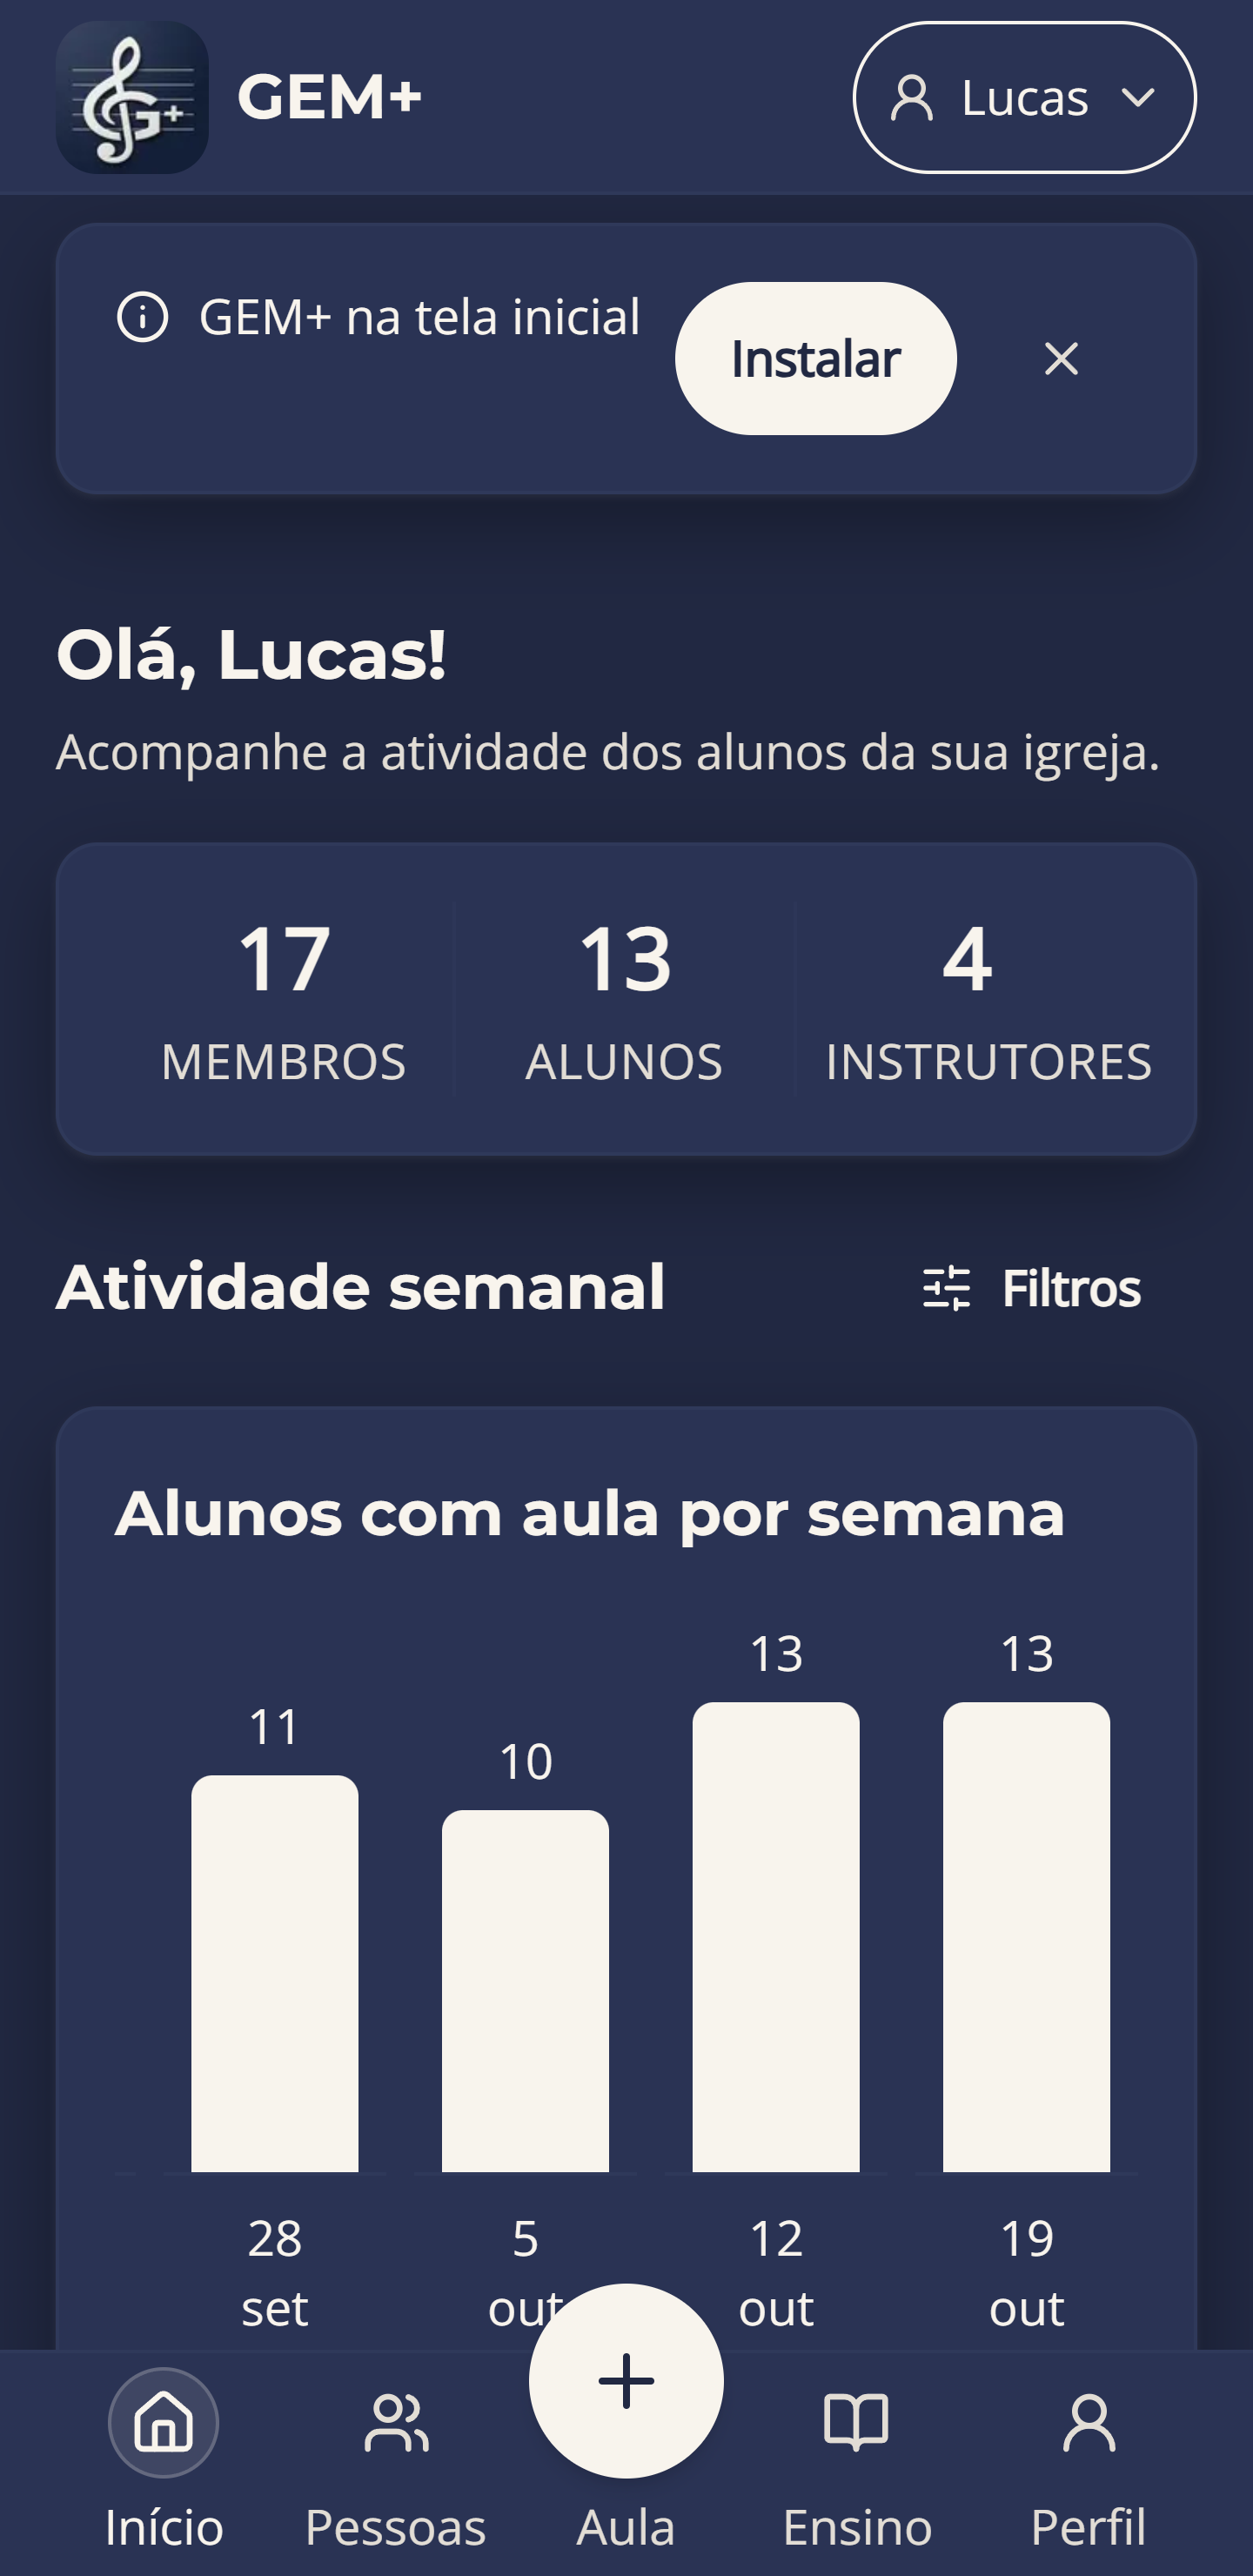 G+
GEM+
Lucas
GEM+ na tela inicial
Instalar
Olá, Lucas!
Acompanhe a atividade dos alunos da sua igreja.
17
MEMBROS
13
ALUNOS
4
INSTRUTORES
Atividade semanal
Filtros
Alunos com aula por semana
11
10
13
13
28
set
5
out
12
out
19
out
Início
Pessoas
Aula
Ensino
Perfil